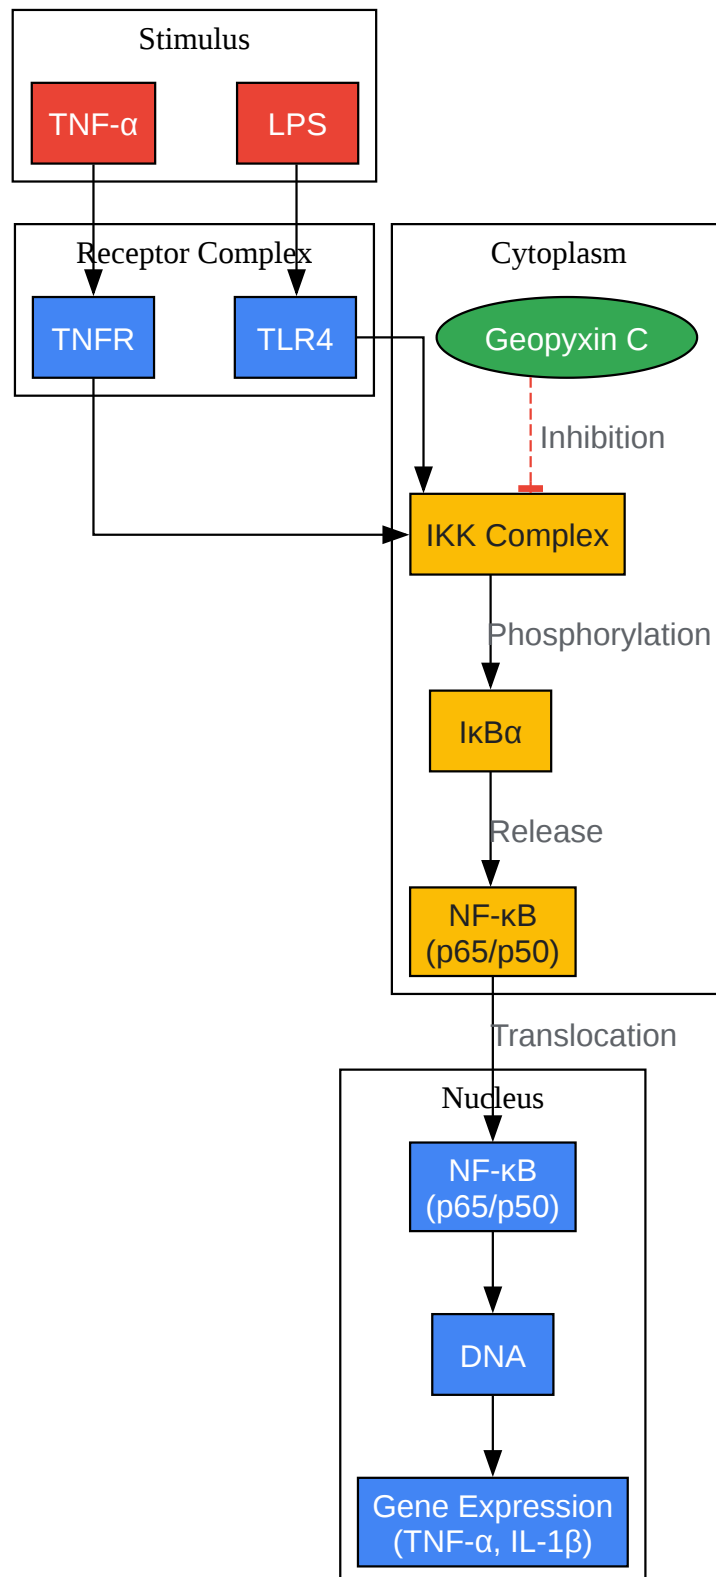 Stimulus
TNF-α
LPS
Receptor Complex
Cytoplasm
TNFR
TLR4
Geopyxin C
Inhibition
IKK Complex
Phosphorylation
IκBα
Release
NF-κB
(p65/p50)
Translocation
Nucleus
NF-κB
(p65/p50)
DNA
Gene Expression
(TNF-α, IL-1β)